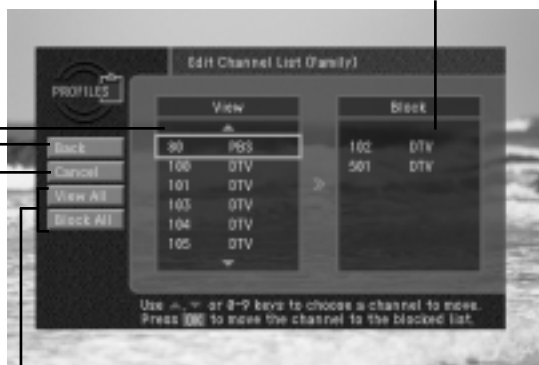 Edit Channel List (Family)
PROFILES
View
Block
Back
Cancel
View All
Block All
80 PBS
100 DTV
101 DTV
103 DTV
104 DTV
105 DTV
102 DTV
501 DTV
Use or 0-9 keys to choose a channel to move.
Press OK to move the channel to the blocked list.